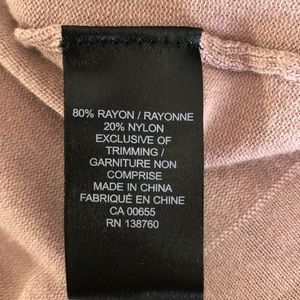 80% RAYON / RAYONNE
20% NYLON
EXCLUSIVE OF
TRIMMING /
GARNITURE NON
COMPRISE
MADE IN CHINA
FABRIQUÉ EN CHINE
CA 00655
RN 138760